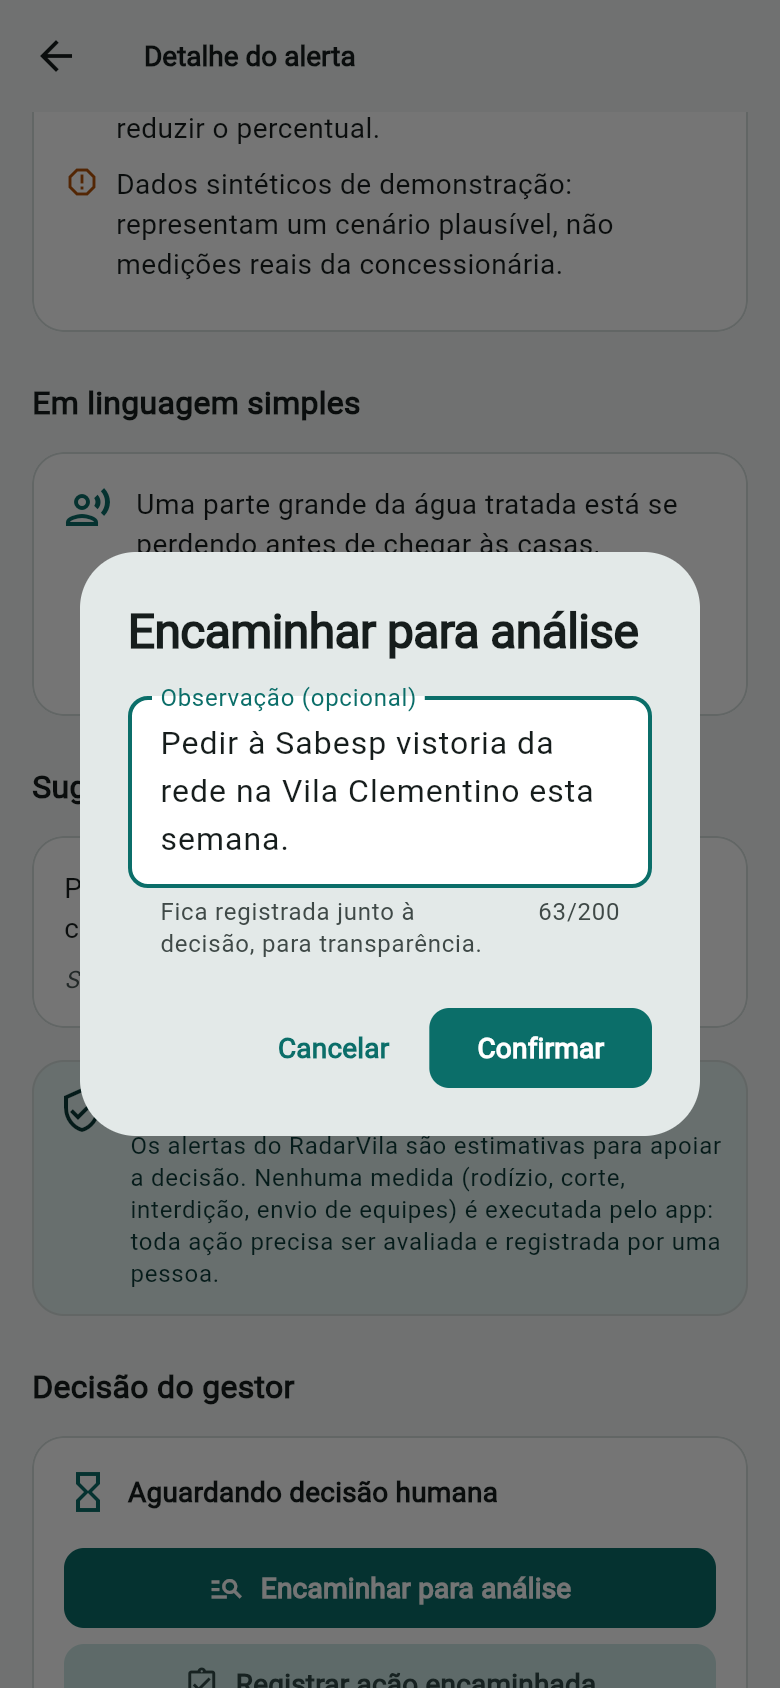 Detalhe do alerta
reduzir o percentual.
Dados sintéticos de demonstração:
representam um cenário plausível, não
medições reais da concessionária.
Em linguagem simples
Uma parte grande da água tratada está se
perdendo antes de chegar às casas.
Encaminhar para análise
Observação (opcional)
Pedir à Sabesp vistoria da
rede na Vila Clementino esta
semana.
Fica registrada junto à
decisão, para transparência.
63/200
Cancelar
Confirmar
Os alertas do RadarVila são estimativas para apoiar
a decisão. Nenhuma medida (rodízio, corte,
interdição, envio de equipes) é executada pelo app:
toda ação precisa ser avaliada e registrada por uma
pessoa.
Decisão do gestor
Aguardando decisão humana
Encaminhar para análise
Registrar ação encaminhada